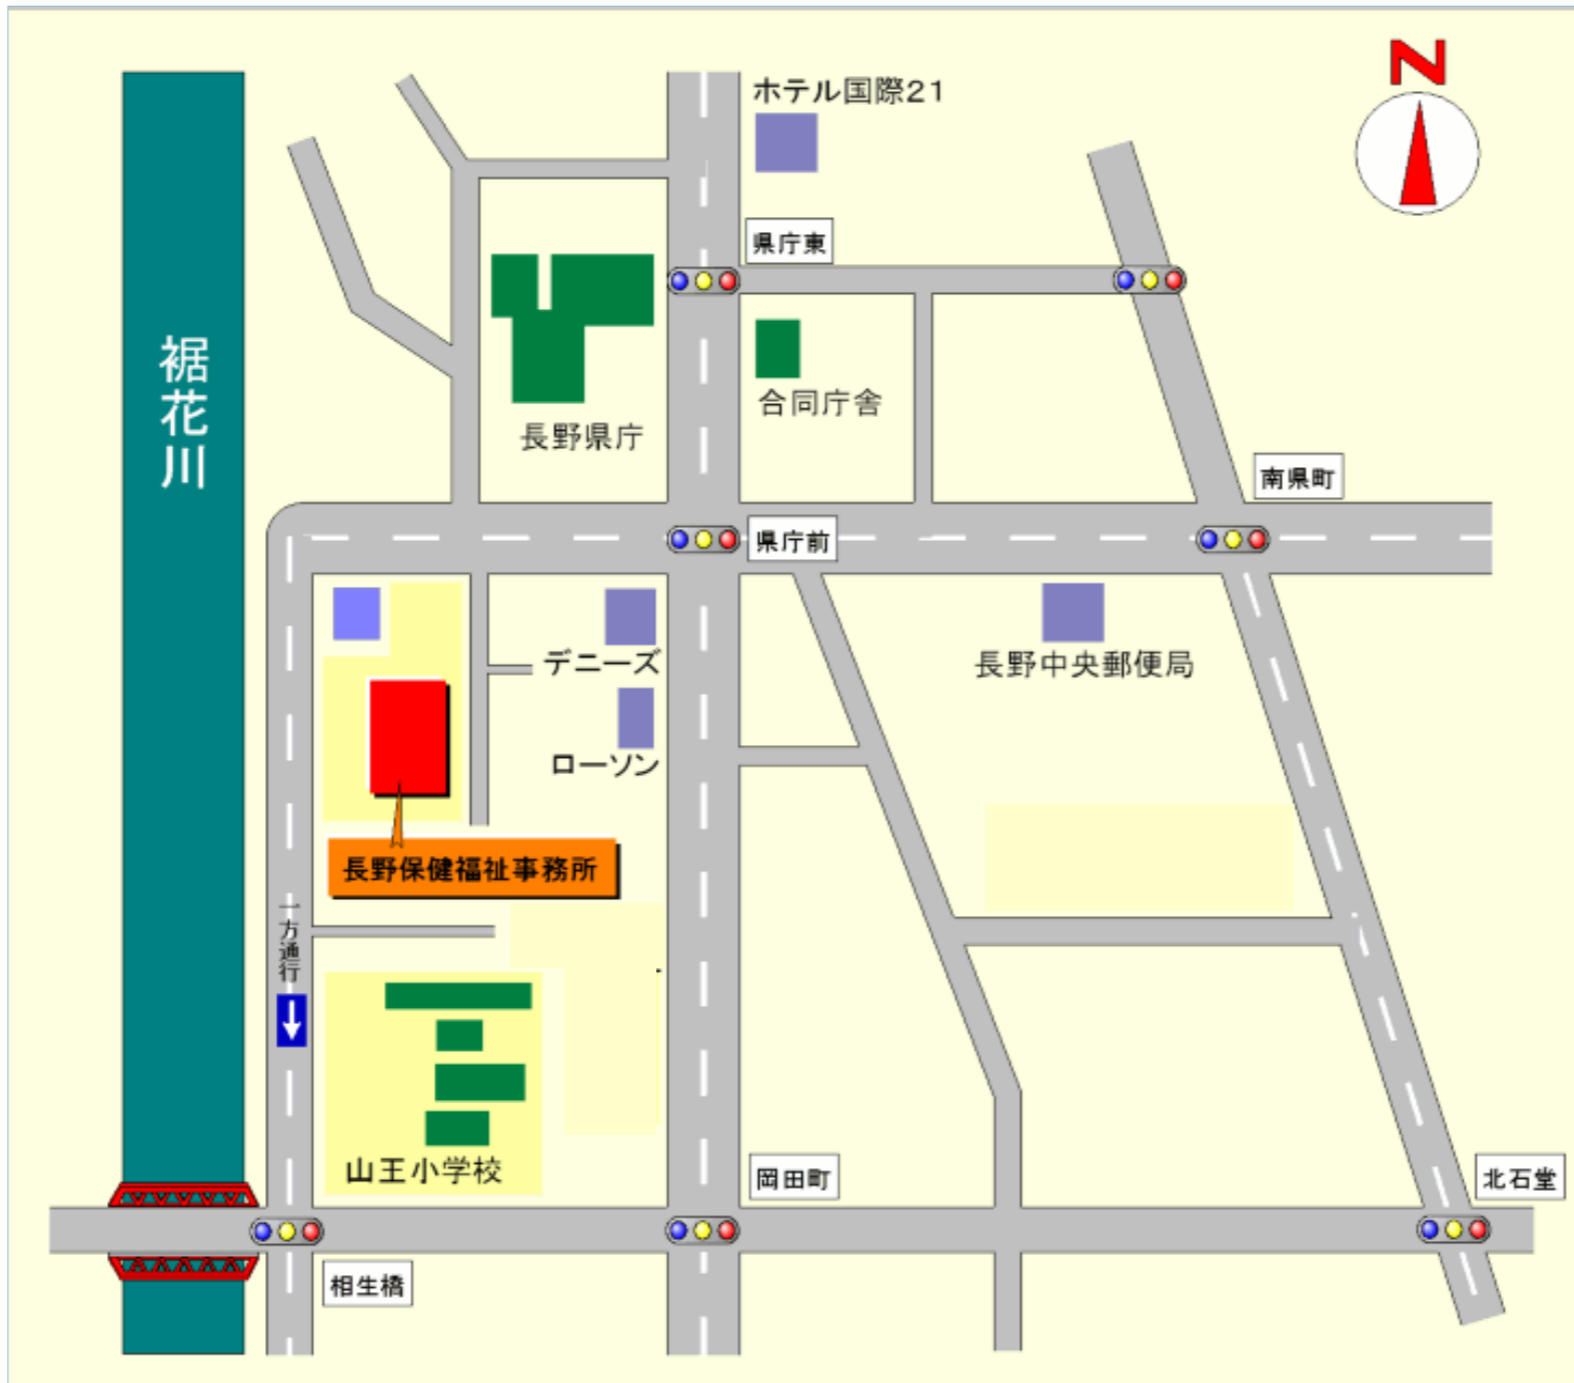 N
ホテル国際21
県庁東
裾花川
合同庁舎
長野県庁
南県町
県庁前
デニーズ
長野中央郵便局
ローソン
長野保健福祉事務所
一方通行
山王小学校
岡田町
北石堂
相生橋